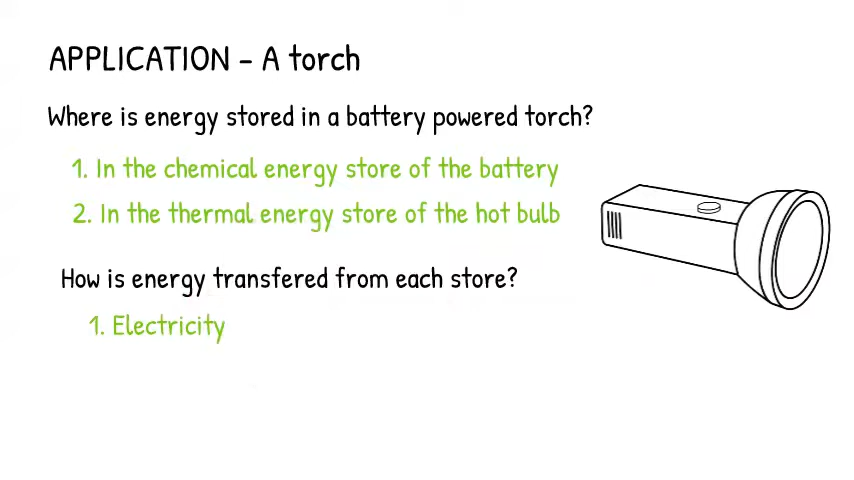 APPLICATION - A torch
Where is energy stored in a battery powered torch?
1. In the chemical energy store of the battery
2. In the thermal energy store of the hot bulb
How is energy transfered from each store?
1. Electricity